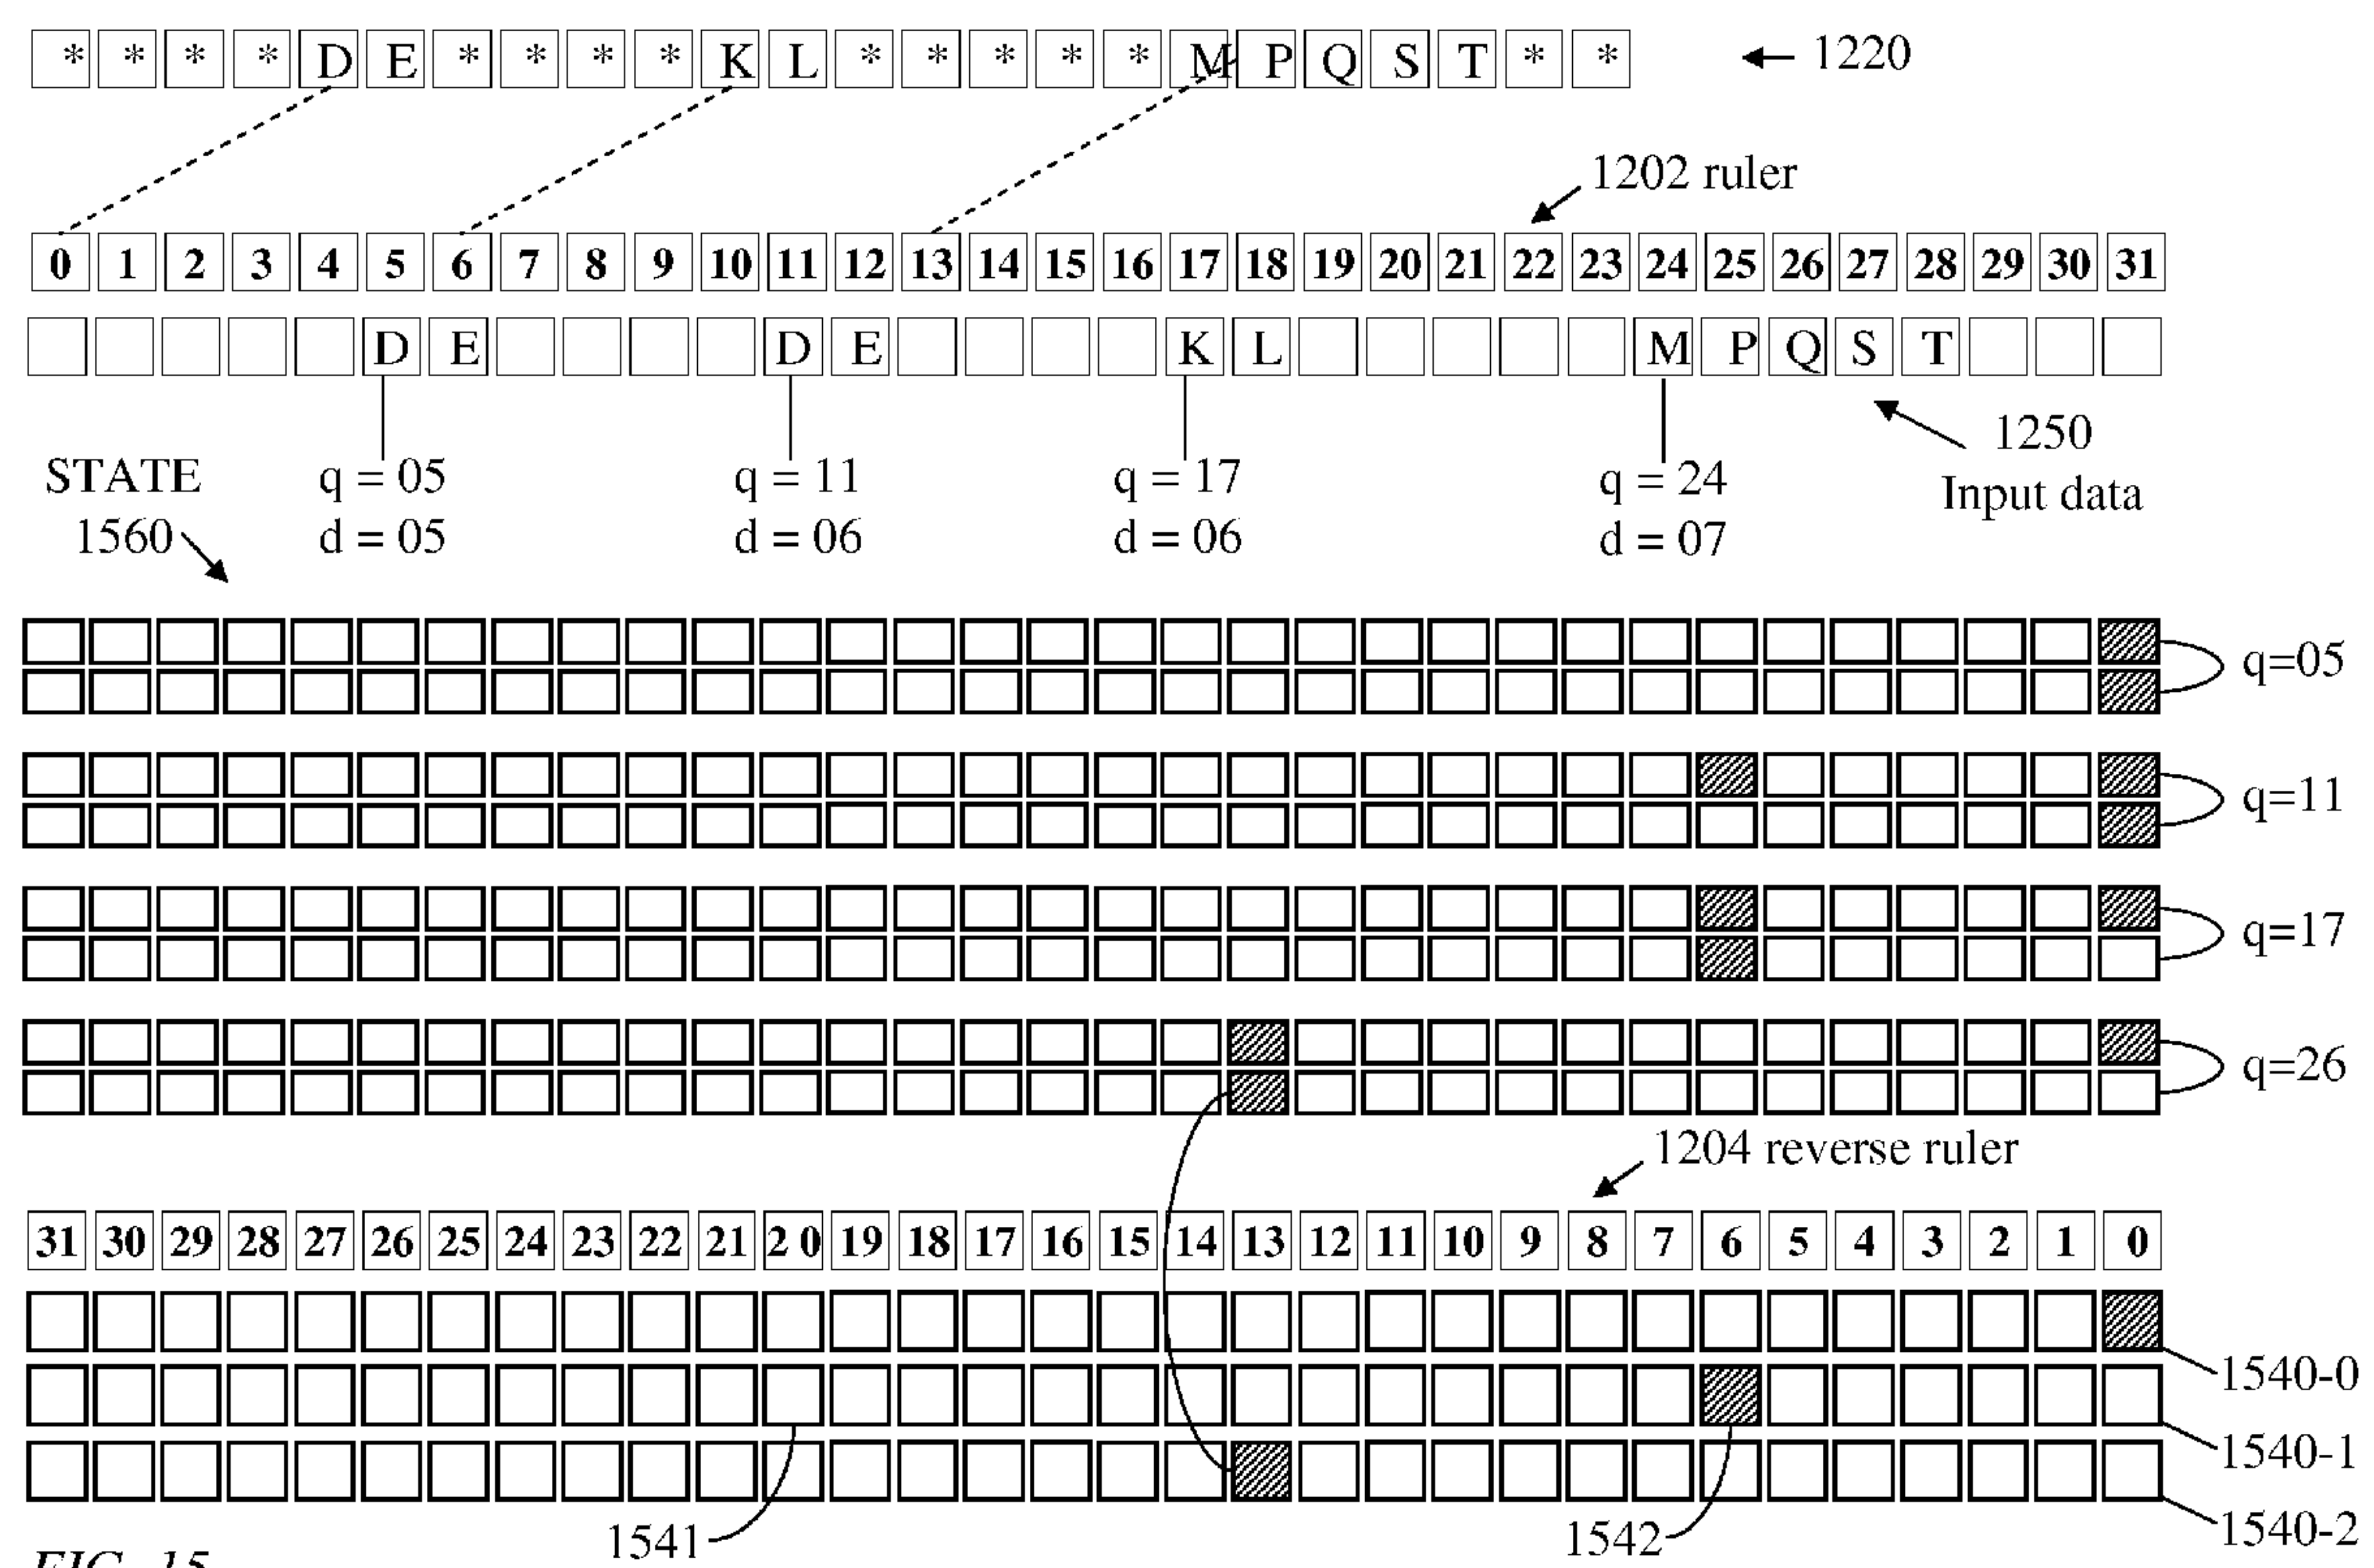 * * * * D E * * * * K L * * * * * M P Q S T * * 1220
1202 ruler
0 1 2 3 4 5 6 7 8 9 10 11 12 13 14 15 16 17 18 19 20 21 22 23 24 25 26 27 28 29 30 31
D E D E K L M P Q S T
STATE
1560
q = 05
d = 05
q = 11
d = 06
q = 17
d = 06
q = 24
d = 07
1250
Input data
q=05
q=11
q=17
q=26
1204 reverse ruler
31 30 29 28 27 26 25 24 23 22 21 2 0 19 18 17 16 15 14 13 12 11 10 9 8 7 6 5 4 3 2 1 0
1540-0
1540-1
1540-2
1541
1542
FIG. 15